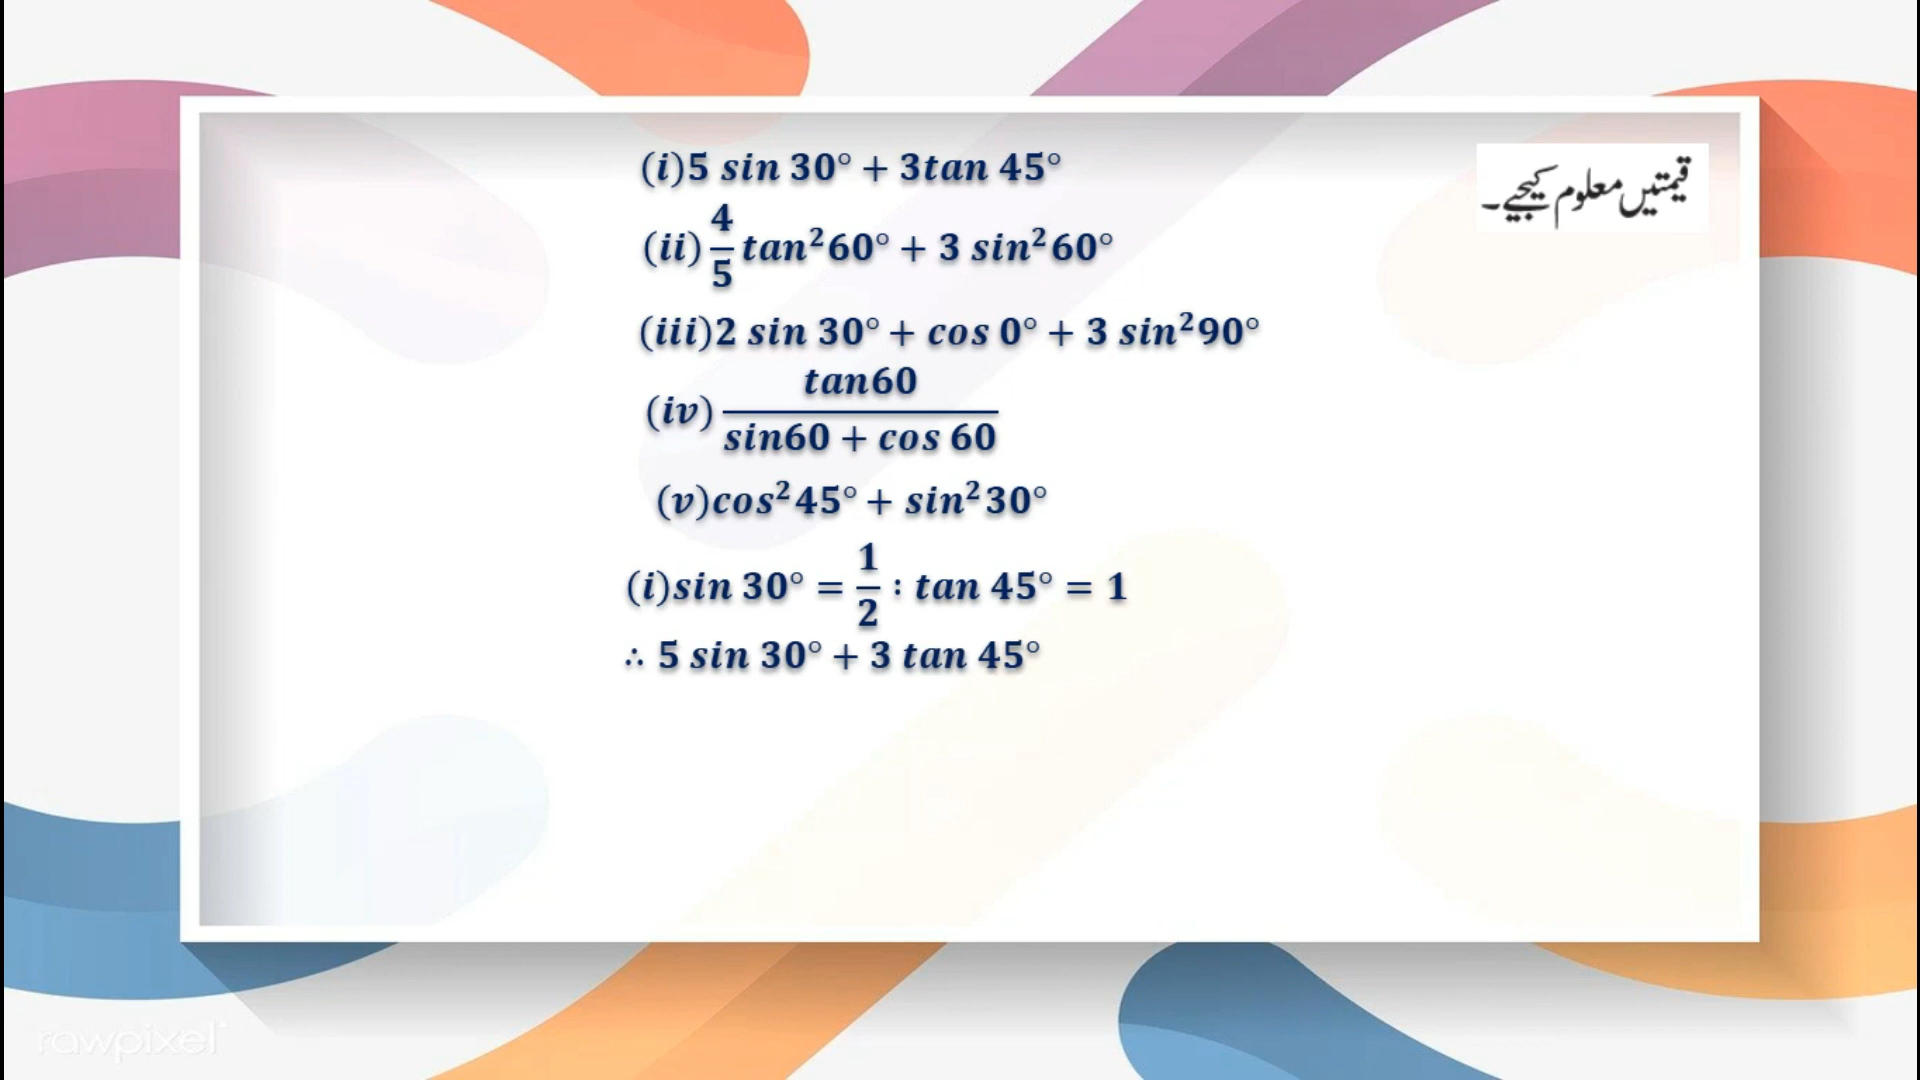 قیمتیں معلوم کیجیے۔
(i)5 sin 30° + 3tan 45°
(ii) 4/5 tan²60° + 3 sin²60°
(iii)2 sin 30° + cos 0° + 3 sin²90°
(iv) tan60 / sin60 + cos 60
(v)cos²45° + sin²30°
(i)sin 30° = 1/2 : tan 45° = 1
∴ 5 sin 30° + 3 tan 45°
rawpixel